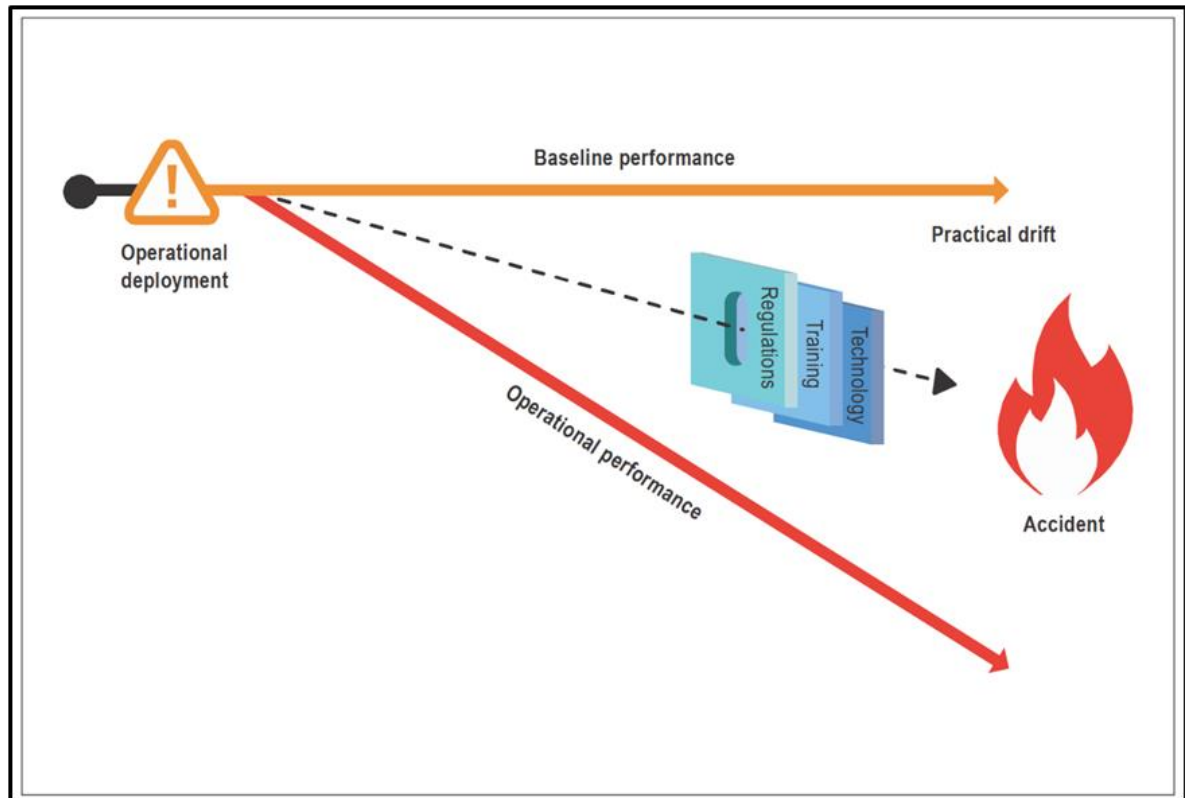 Baseline performance
Operational
deployment
Practical drift
Regulations
Training
Technology
Operational performance
Accident